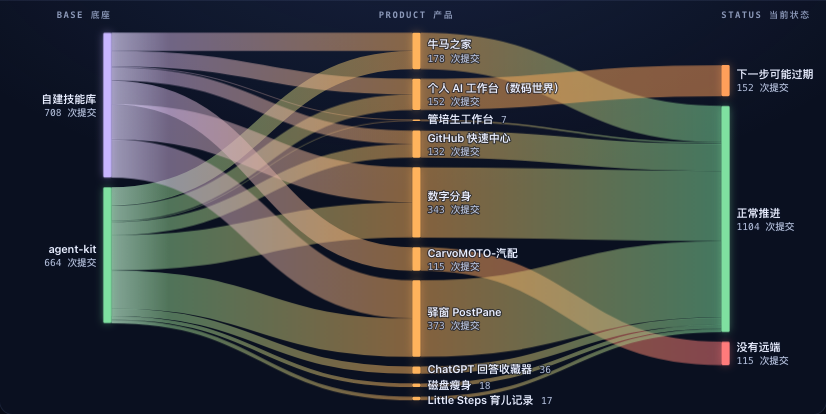 BASE 底座
PRODUCT 产品
STATUS 当前状态
自建技能库
708 次提交
agent-kit
664 次提交
牛马之家
178 次提交
个人 AI 工作台（数码世界）
152 次提交
管培生工作台 7
GitHub 快速中心
132 次提交
数字分身
343 次提交
CarvoMOTO-汽配
115 次提交
驿窗 PostPane
373 次提交
ChatGPT 回答收藏器 36
磁盘瘦身 18
Little Steps 育儿记录 17
下一步可能过期
152 次提交
正常推进
1104 次提交
没有远端
115 次提交